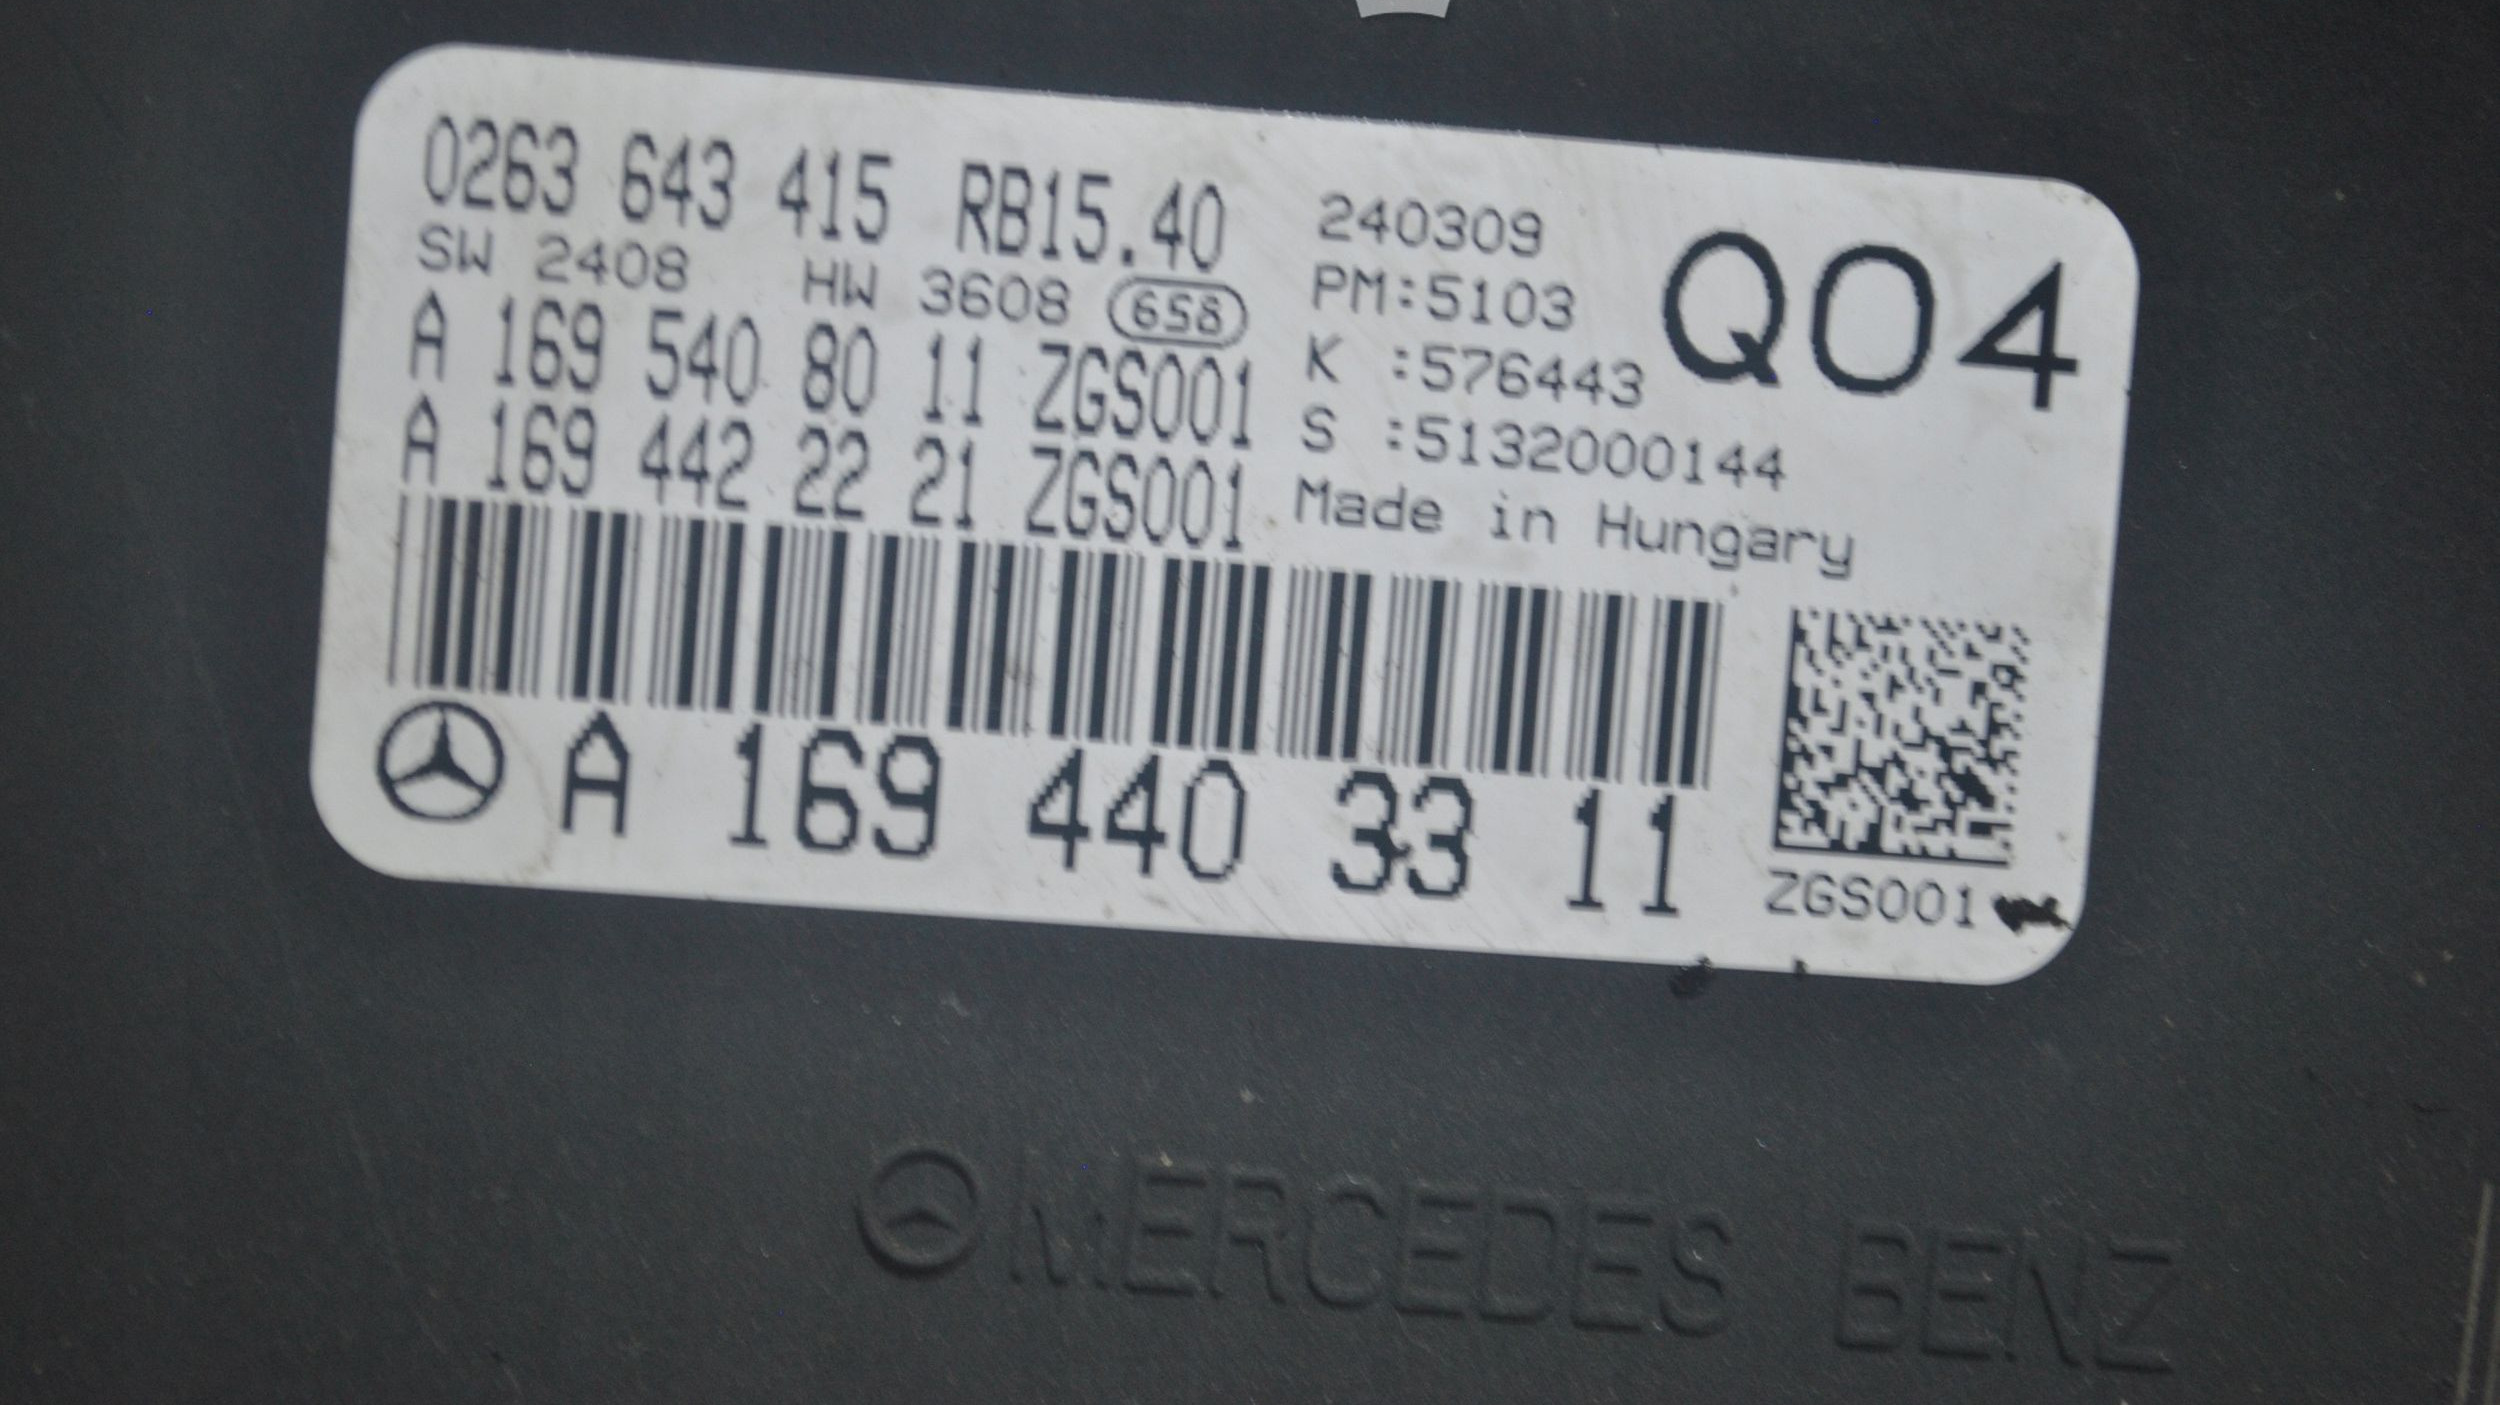 0263 643 415 RB15.40
SW 2408 HW 3608 658
A 169 540 80 11 ZGS001
A 169 442 22 21 ZGS001
240309
PM:5103
K :576443
S :5132000144
Made in Hungary
Q04
A 169 440 33 11
ZGS001
MERCEDES BENZ